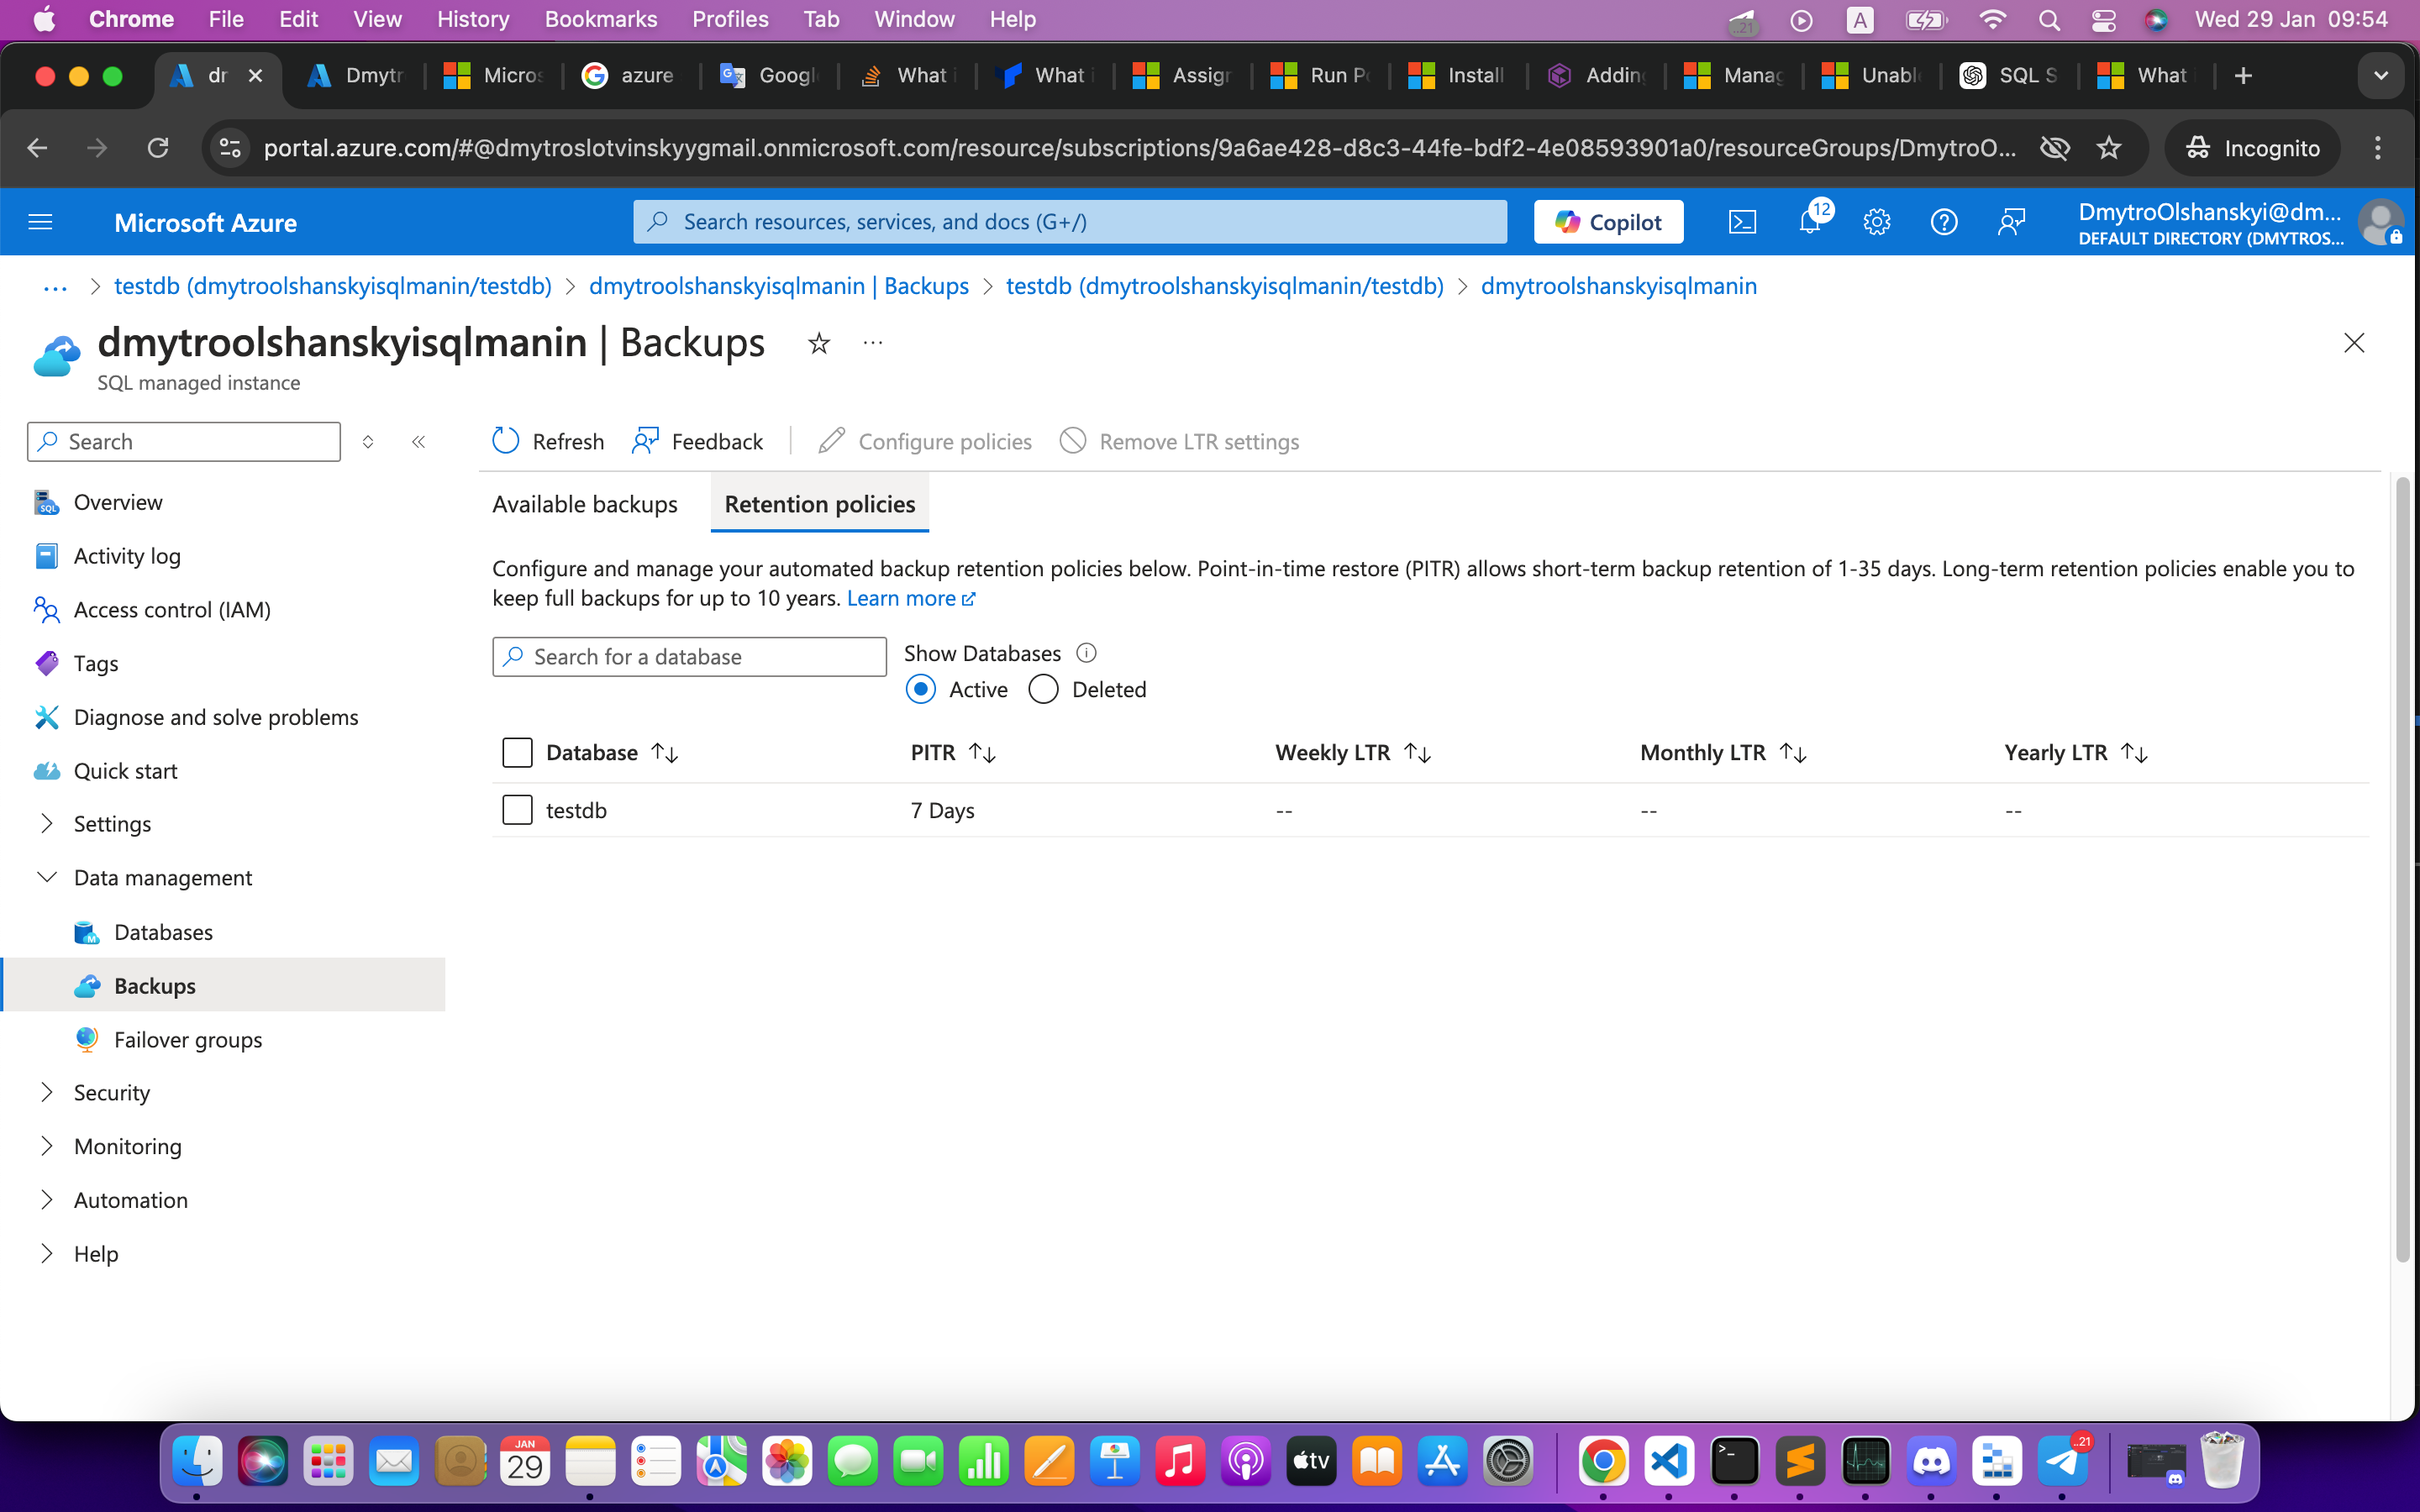 Chrome File Edit View History Bookmarks Profiles Tab Window Help ..21 A Wed 29 Jan 09:54
dr Dmytr Micros azure Google What i What i Assign Run Po Install Adding Manag Unable SQL S What
portal.azure.com/#@dmytroslotvinskyygmail.onmicrosoft.com/resource/subscriptions/9a6ae428-d8c3-44fe-bdf2-4e08593901a0/resourceGroups/DmytroO... Incognito
Microsoft Azure Search resources, services, and docs (G+/) Copilot 12 DmytroOlshanskyi@dm...
DEFAULT DIRECTORY (DMYTROS...
... > testdb (dmytroolshanskyisqlmanin/testdb) > dmytroolshanskyisqlmanin | Backups > testdb (dmytroolshanskyisqlmanin/testdb) > dmytroolshanskyisqlmanin
dmytroolshanskyisqlmanin | Backups
SQL managed instance
Search
Overview
Activity log
Access control (IAM)
Tags
Diagnose and solve problems
Quick start
Settings
Data management
Databases
Backups
Failover groups
Security
Monitoring
Automation
Help
Refresh Feedback Configure policies Remove LTR settings
Available backups Retention policies
Configure and manage your automated backup retention policies below. Point-in-time restore (PITR) allows short-term backup retention of 1-35 days. Long-term retention policies enable you to
keep full backups for up to 10 years. Learn more
Search for a database
Show Databases
Active Deleted
Database PITR Weekly LTR Monthly LTR Yearly LTR
testdb 7 Days -- -- --
JAN
29
tv
..21